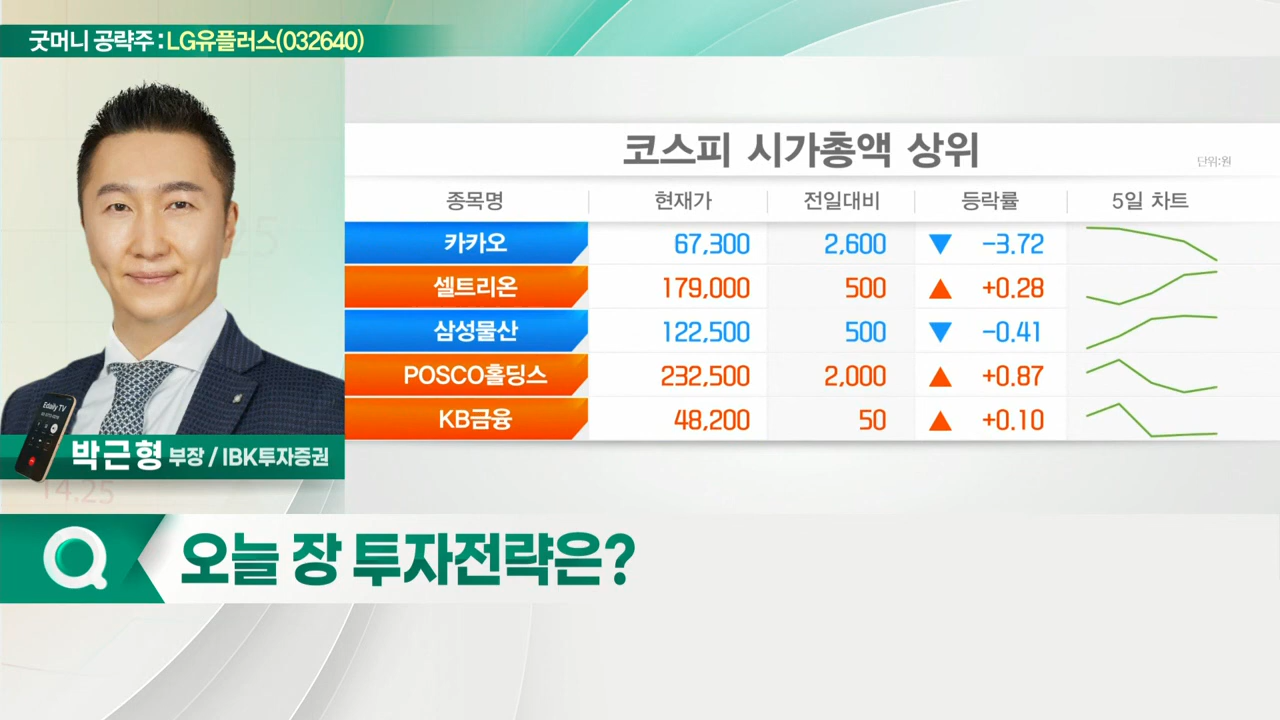 굿머니 공략주 : LG유플러스(032640)
코스피 시가총액 상위
단위:원
종목명 현재가 전일대비 등락률 5일 차트
카카오 67,300 2,600 ▼ -3.72
셀트리온 179,000 500 ▲ +0.28
삼성물산 122,500 500 ▼ -0.41
POSCO홀딩스 232,500 2,000 ▲ +0.87
KB금융 48,200 50 ▲ +0.10
Edaily TV
박근형 부장 / IBK투자증권
14.25
오늘 장 투자전략은?